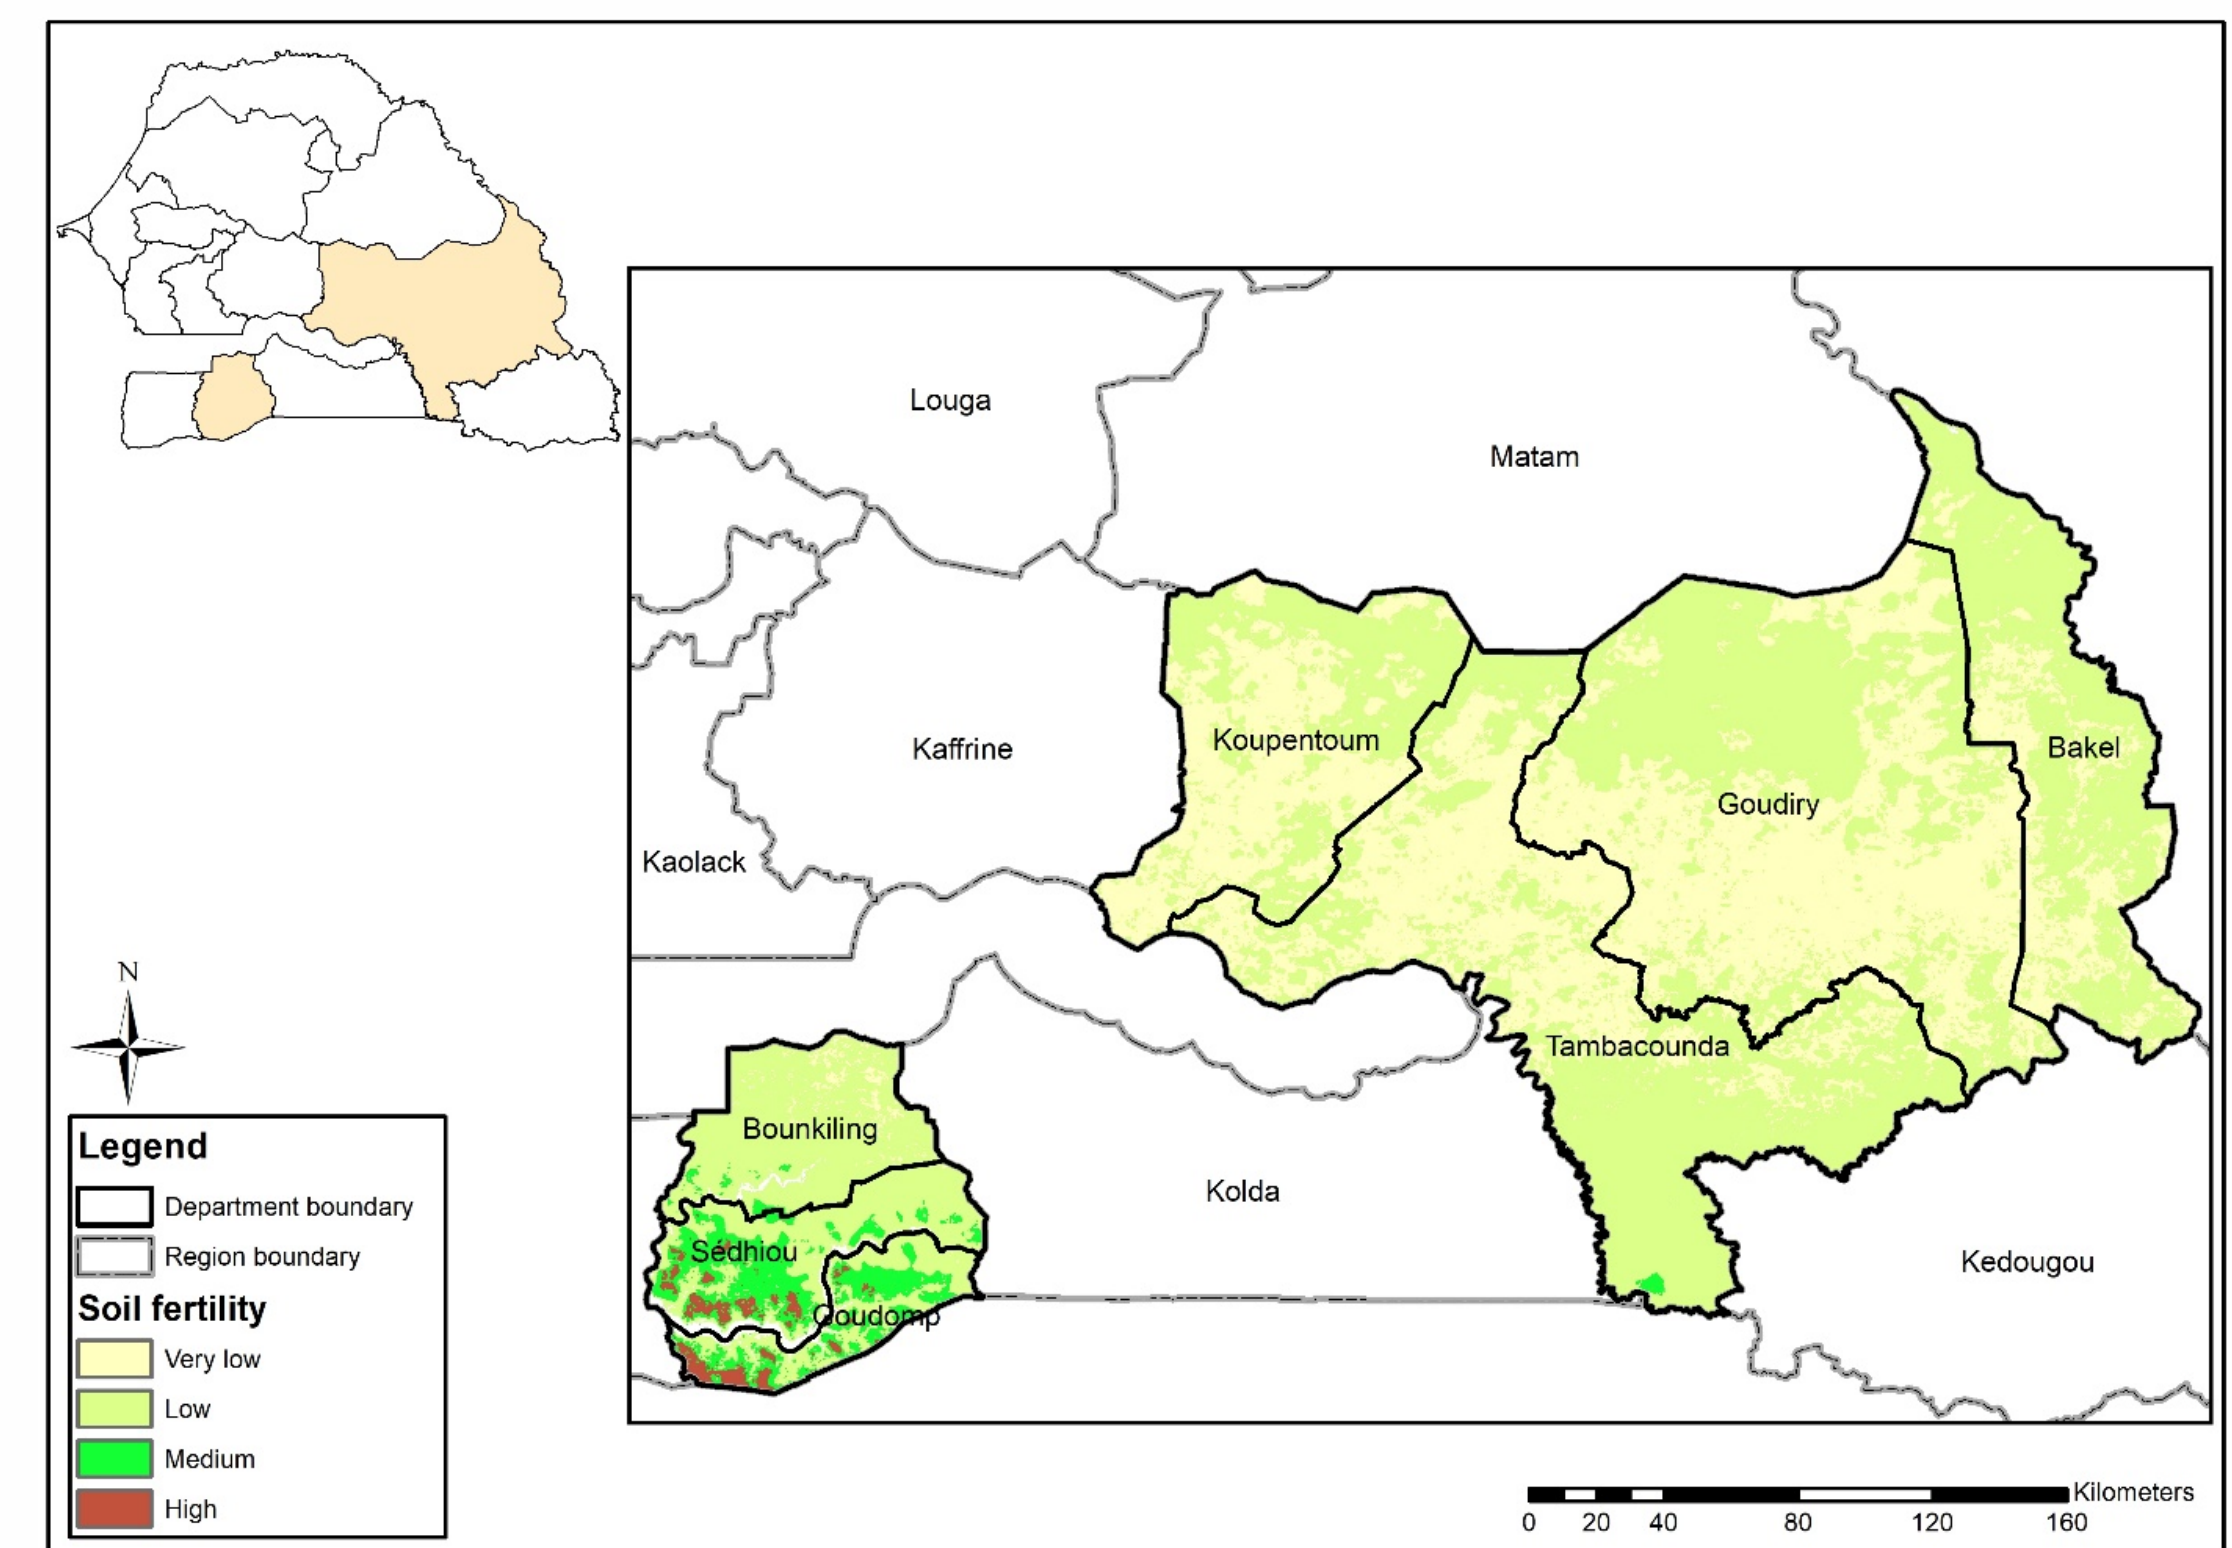 Louga
Matam
Kaffrine
Koupentoum
Bakel
Goudiry
Kaolack
N
Tambacounda
Bounkiling
Kolda
Sédhiou
Kedougou
Goudomp
Legend
Department boundary
Region boundary
Soil fertility
Very low
Low
Medium
High
Kilometers
0 20 40 80 120 160